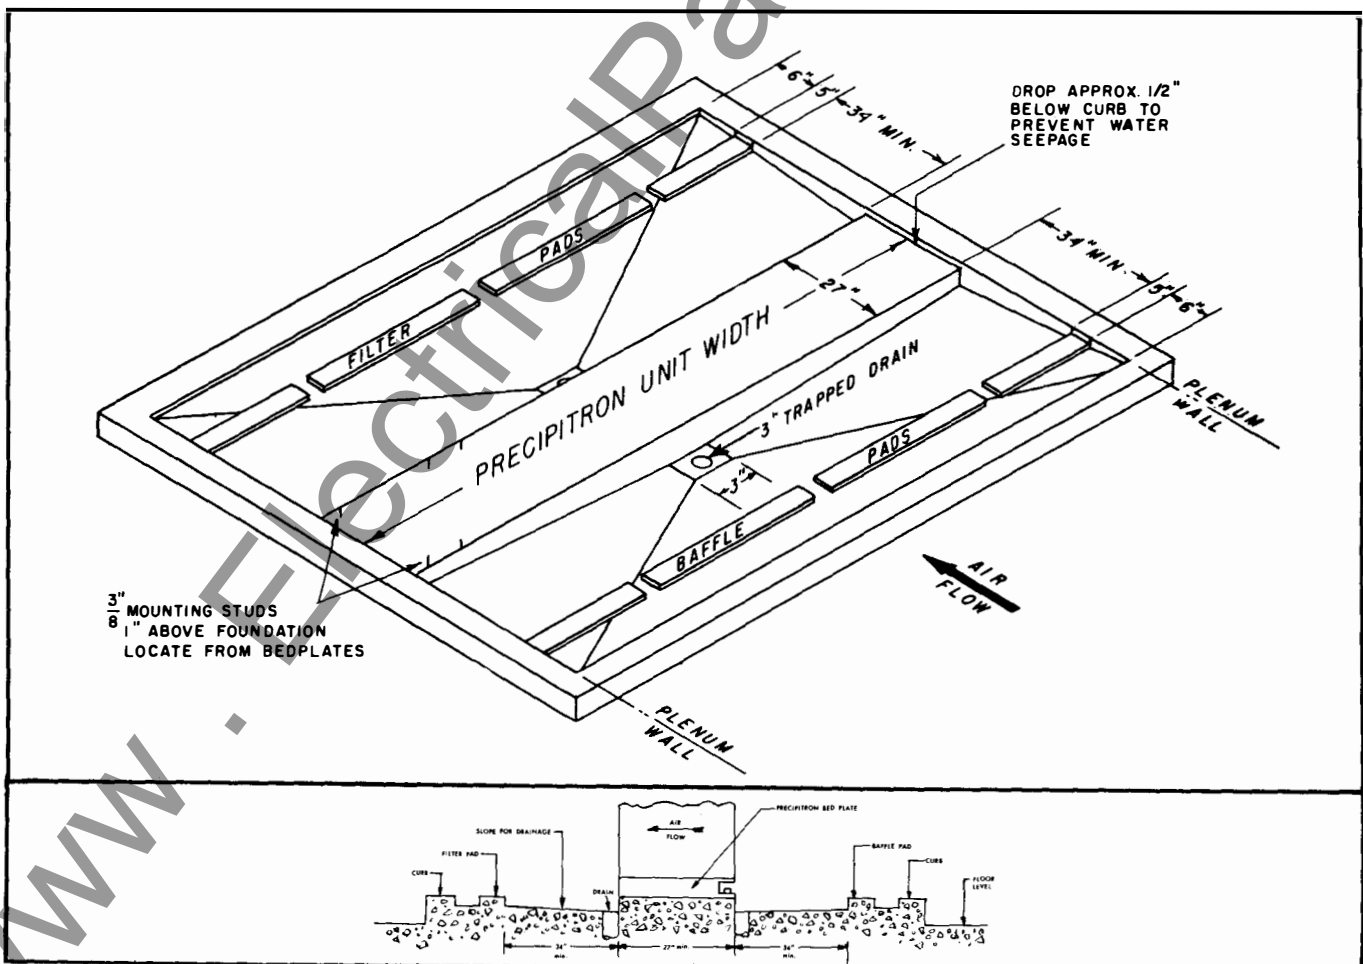 www . ElectricalPa
6" 5" 34" MIN.
DROP APPROX. 1/2"
BELOW CURB TO
PREVENT WATER
SEEPAGE
34" MIN. 5" 6"
PADS
FILTER
27"
PRECIPITRON UNIT WIDTH
3" TRAPPED DRAIN
3"
PADS
BAFFLE
PLENUM
WALL
AIR
FLOW
3/8" MOUNTING STUDS
1" ABOVE FOUNDATION
LOCATE FROM BEDPLATES
PLENUM
WALL
PRECIPITRON BED PLATE
AIR
FLOW
SLOPE FOR DRAINAGE
FILTER PAD
CURB
DRAIN
BAFFLE PAD
CURB
FLOOR
LEVEL
34"
min.
27" min.
34"
min.